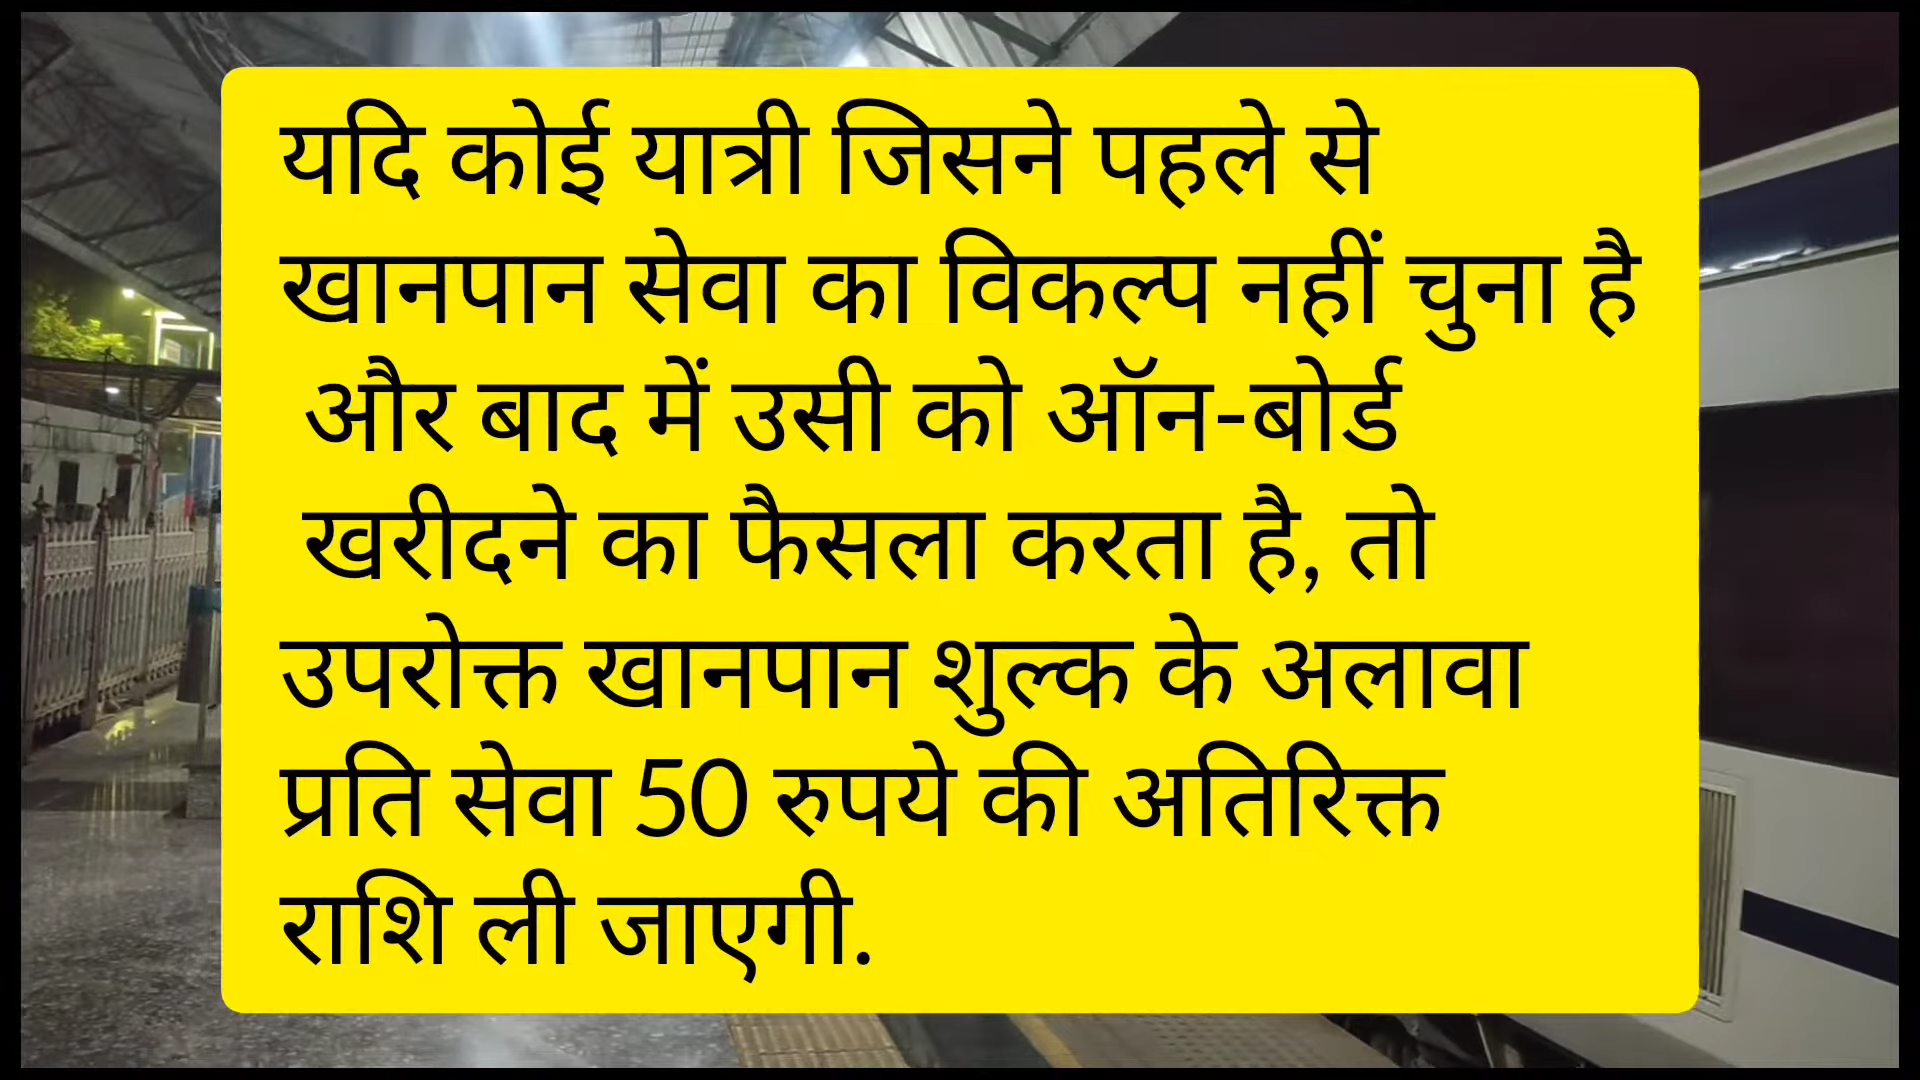 यदि कोई यात्री जिसने पहले से
खानपान सेवा का विकल्प नहीं चुना है
और बाद में उसी को ऑन-बोर्ड
खरीदने का फैसला करता है, तो
उपरोक्त खानपान शुल्क के अलावा
प्रति सेवा 50 रुपये की अतिरिक्त
राशि ली जाएगी.